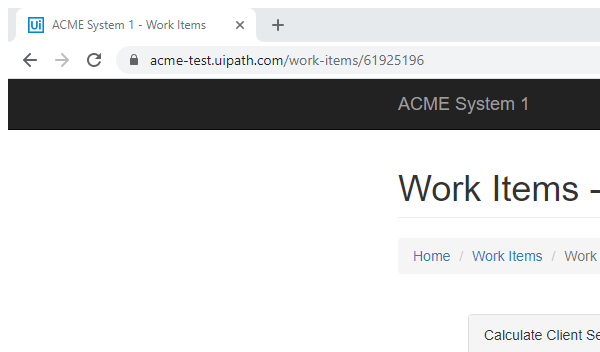 Ui ACME System 1 - Work Items
acme-test.uipath.com/work-items/61925196
ACME System 1
Work Items -
Home / Work Items / Work
Calculate Client Se